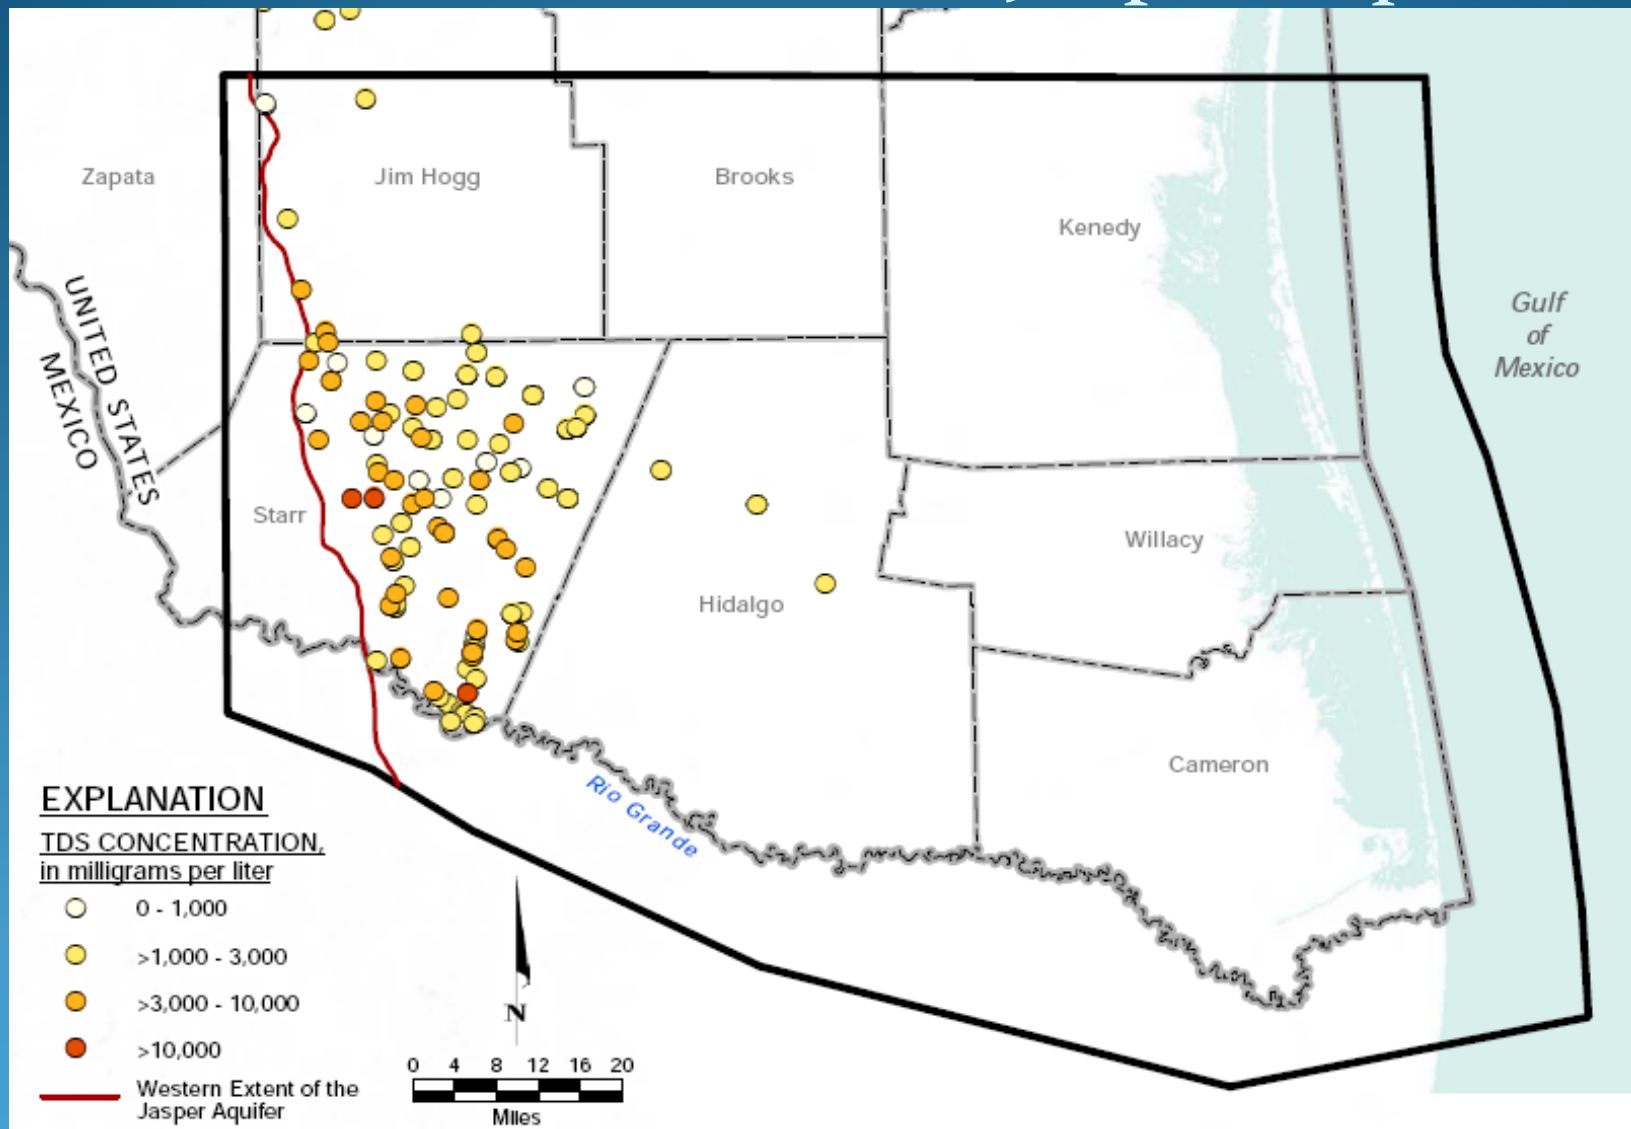 Zapata
Jim Hogg
Brooks
Kenedy
Gulf
of
Mexico
UNITED STATES
MEXICO
Starr
Hidalgo
Willacy
Cameron
Rio Grande
EXPLANATION
TDS CONCENTRATION,
in milligrams per liter
0 - 1,000
>1,000 - 3,000
>3,000 - 10,000
>10,000
Western Extent of the
Jasper Aquifer
N
0 4 8 12 16 20
Miles